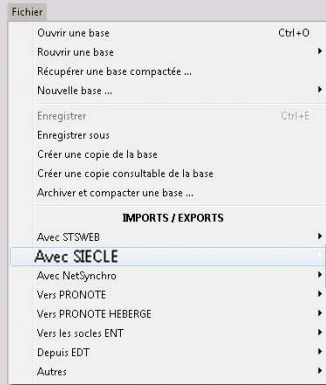 Fichier
Ouvrir une base Ctrl+O
Rouvrir une base
Récupérer une base compactée ...
Nouvelle base ...
Enregistrer Ctrl+E
Enregistrer sous
Créer une copie de la base
Créer une copie consultable de la base
Archiver et compacter une base ...
IMPORTS / EXPORTS
Avec STSWEB
Avec SIECLE
Avec NetSynchro
Vers PRONOTE
Vers PRONOTE HEBERGE
Vers les socles ENT
Depuis EDT
Autres